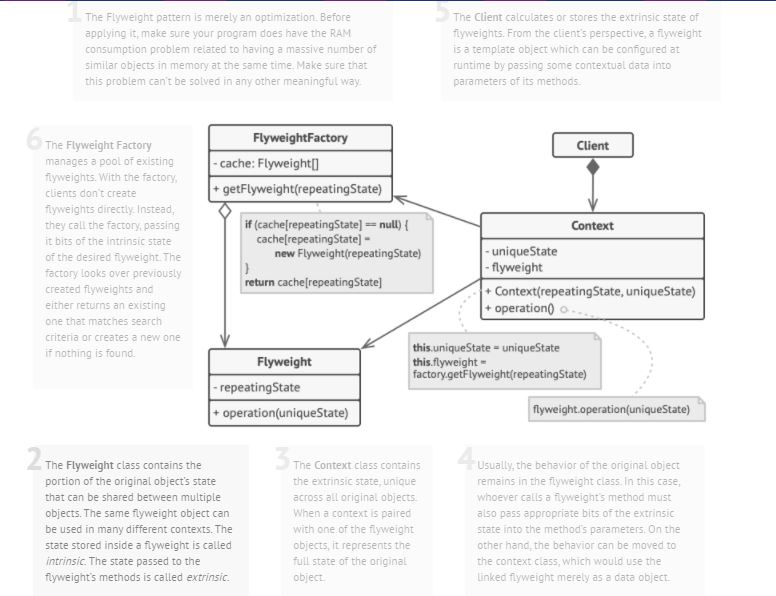 1
The Flyweight pattern is merely an optimization. Before
applying it, make sure your program does have the RAM
consumption problem related to having a massive number of
similar objects in memory at the same time. Make sure that
this problem can't be solved in any other meaningful way.
5
The Client calculates or stores the extrinsic state of
flyweights. From the client's perspective, a flyweight
is a template object which can be configured at
runtime by passing some contextual data into
parameters of its methods.
6
The Flyweight Factory
manages a pool of existing
flyweights. With the factory,
clients don't create
flyweights directly. Instead,
they call the factory, passing
it bits of the intrinsic state
of the desired flyweight. The
factory looks over previously
created flyweights and
either returns an existing
one that matches search
criteria or creates a new one
if nothing is found.
FlyweightFactory
- cache: Flyweight[]
+ getFlyweight(repeatingState)
if (cache[repeatingState] == null) {
cache[repeatingState] =
new Flyweight(repeatingState)
}
return cache[repeatingState]
Client
Context
- uniqueState
- flyweight
+ Context(repeatingState, uniqueState)
+ operation()
this.uniqueState = uniqueState
this.flyweight =
factory.getFlyweight(repeatingState)
flyweight.operation(uniqueState)
Flyweight
- repeatingState
+ operation(uniqueState)
2
The Flyweight class contains the
portion of the original object's state
that can be shared between multiple
objects. The same flyweight object can
be used in many different contexts. The
state stored inside a flyweight is called
intrinsic. The state passed to the
flyweight's methods is called extrinsic.
3
The Context class contains
the extrinsic state, unique
across all original objects.
When a context is paired
with one of the flyweight
objects, it represents the
full state of the original
object.
4
Usually, the behavior of the original object
remains in the flyweight class. In this case,
whoever calls a flyweight's method must
also pass appropriate bits of the extrinsic
state into the method's parameters. On the
other hand, the behavior can be moved to
the context class, which would use the
linked flyweight merely as a data object.